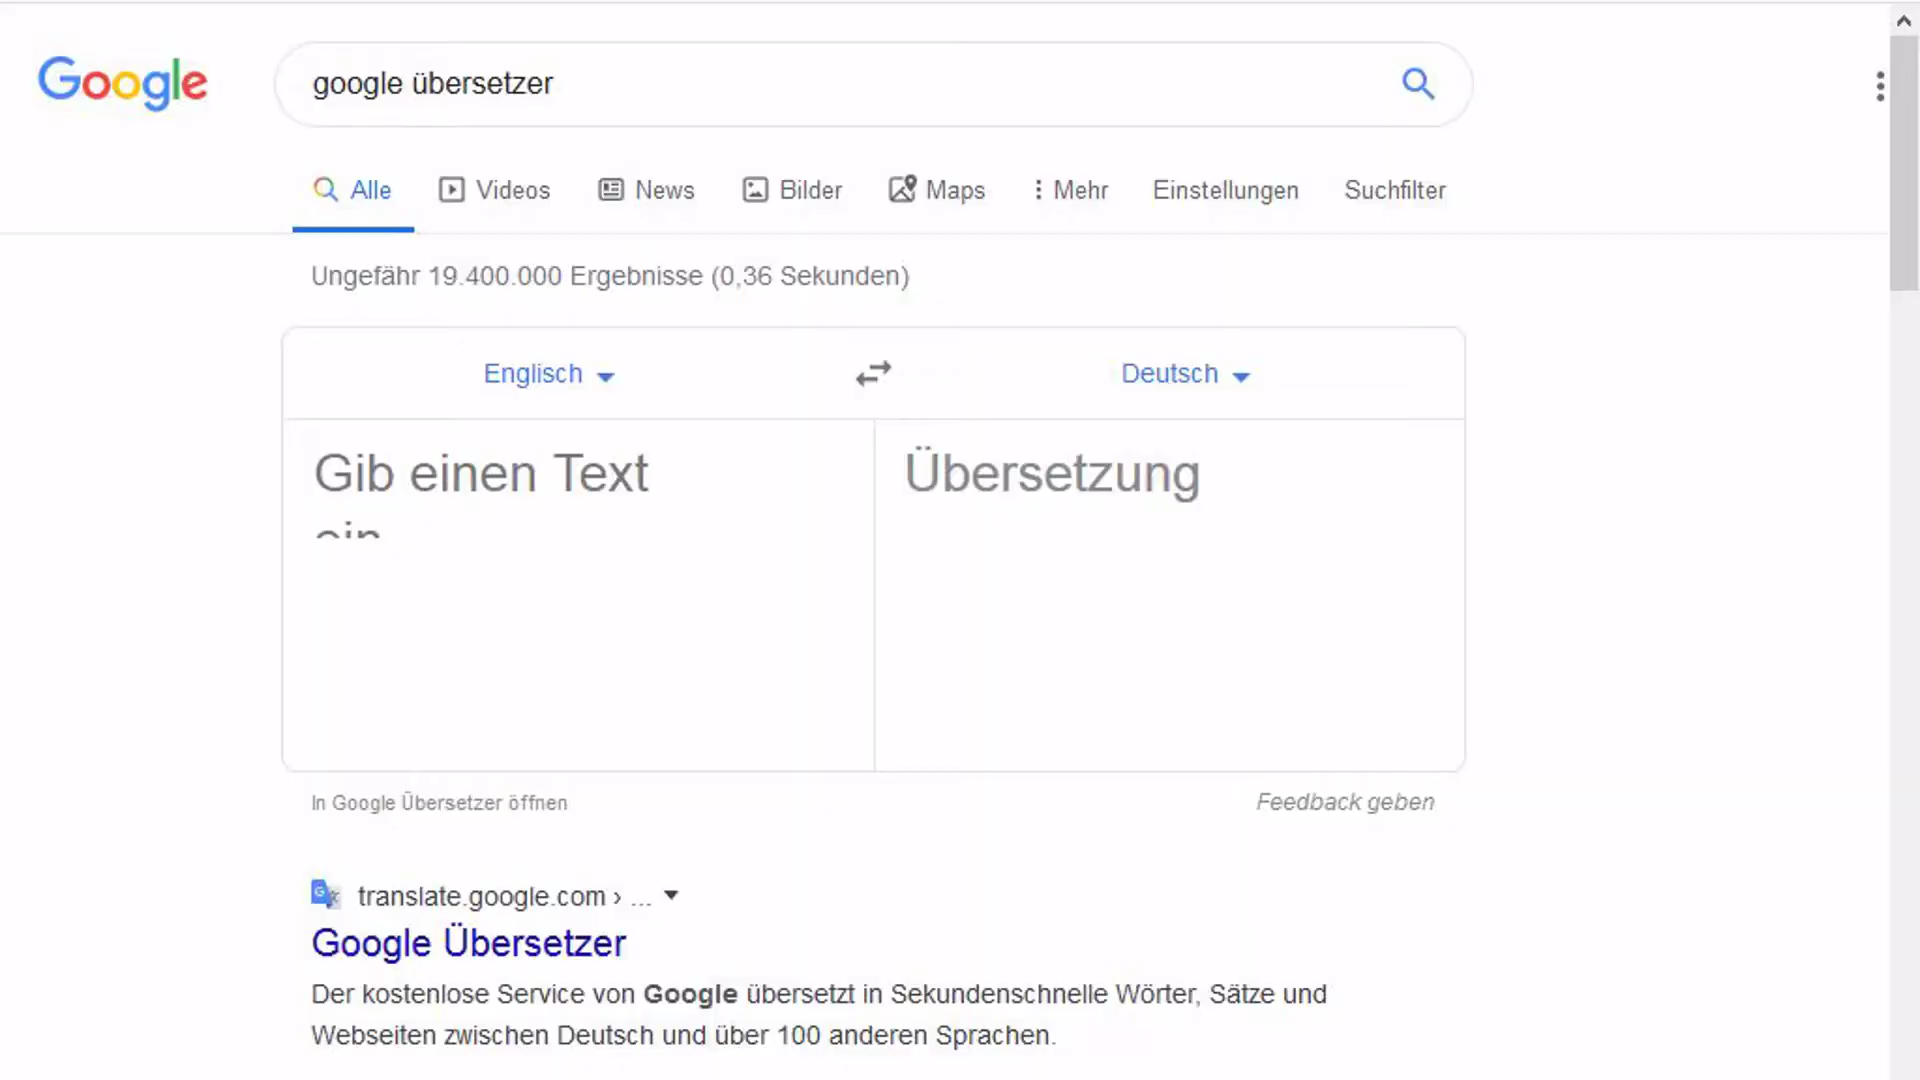 Google
google übersetzer
Alle Videos News Bilder Maps Mehr Einstellungen Suchfilter
Ungefähr 19.400.000 Ergebnisse (0,36 Sekunden)
Englisch Deutsch
Gib einen Text
ein
Übersetzung
In Google Übersetzer öffnen
Feedback geben
translate.google.com › ...
Google Übersetzer
Der kostenlose Service von Google übersetzt in Sekundenschnelle Wörter, Sätze und
Webseiten zwischen Deutsch und über 100 anderen Sprachen.